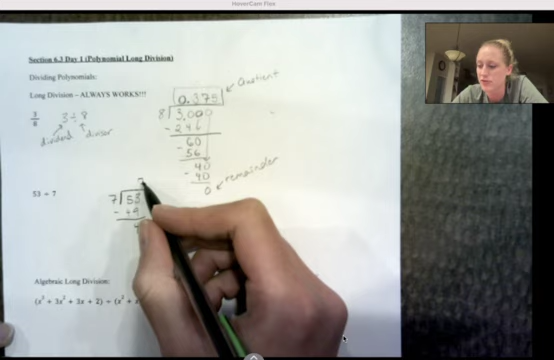 HoverCam Flex
Section 6.3 Day 1 (Polynomial Long Division)
Dividing Polynomials:
Long Division – ALWAYS WORKS!!!
3/8 3 ÷ 8
dividend divisor
0.375 Quotient
8 3.000
- 24
60
- 56
40
- 40
0 remainder
53 ÷ 7
7 53
- 49
Algebraic Long Division:
(x³ + 3x² + 3x + 2) ÷ (x² +